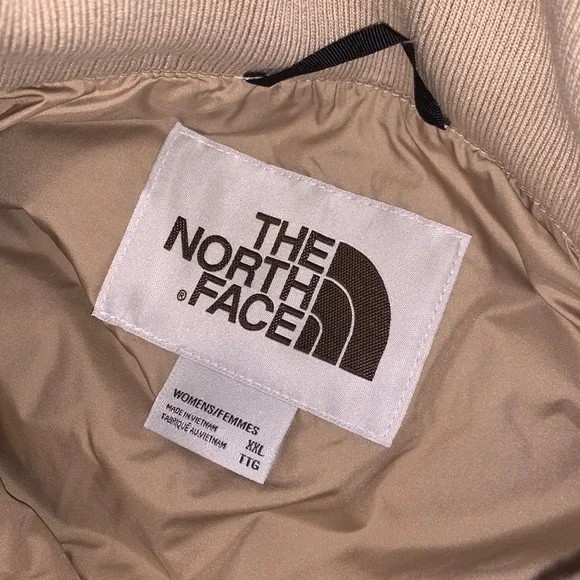 THE
NORTH
® FACE
WOMENS/FEMMES
MADE IN VIETNAM XXL
FABRIQUÉ AU VIETNAM TTG